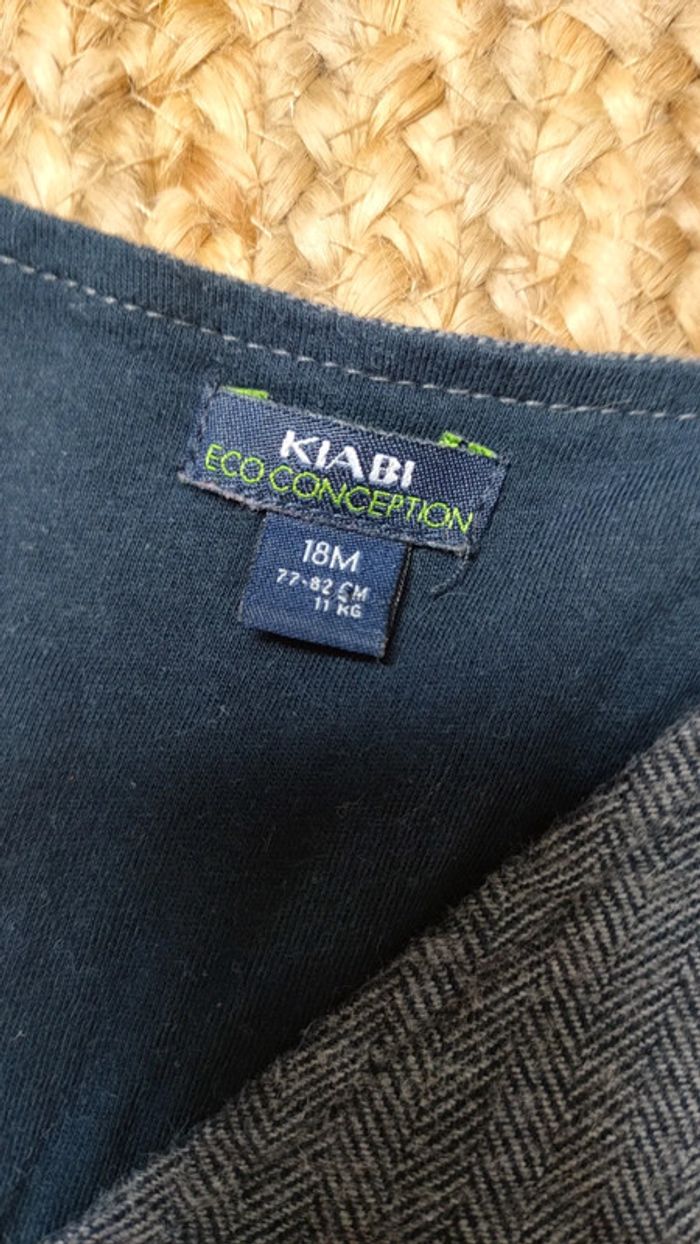 KIABI
ECO CONCEPTION
18M
77-82 CM
11 KG